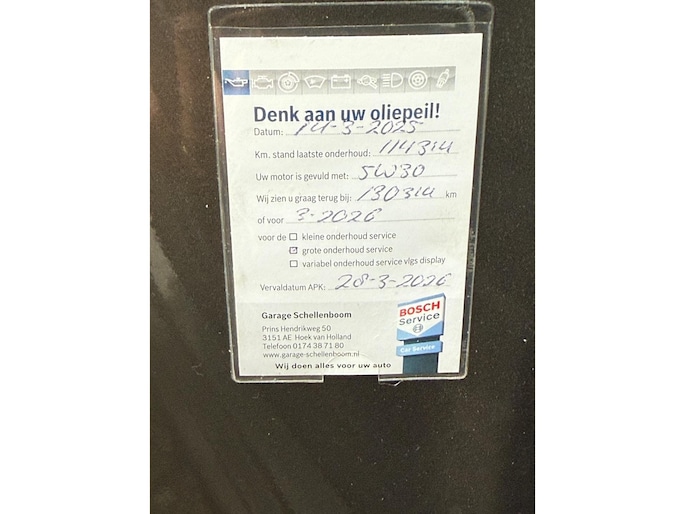 Denk aan uw oliepeil!
Datum: 14-3-2025
Km. stand laatste onderhoud: 114314
Uw motor is gevuld met: 5W30
Wij zien u graag terug bij: 130314 km
of voor 3-2026
voor de kleine onderhoud service
grote onderhoud service
variabel onderhoud service vlgs display
Vervaldatum APK: 28-3-2026
Garage Schellenboom
Prins Hendrikweg 50
3151 AE Hoek van Holland
Telefoon 0174 38 71 80
www.garage-schellenboom.nl
Wij doen alles voor uw auto
BOSCH
Service
Car Service